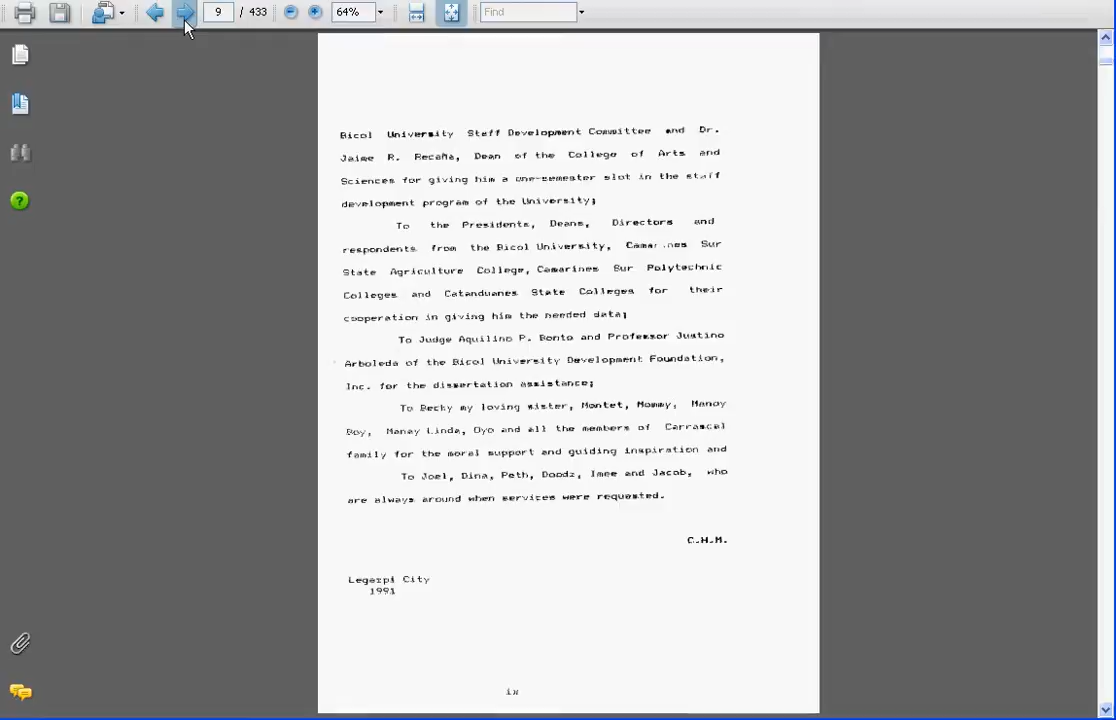 9 / 433 64% Find
Bicol University Staff Development Committee and Dr.
Jaime R. Recaña, Dean of the College of Arts and
Sciences for giving him a one-semester slot in the staff
development program of the University;
To the Presidents, Deans, Directors and
respondents from the Bicol University, Camarines Sur
State Agriculture College, Camarines Sur Polytechnic
Colleges and Catanduanes State Colleges for their
cooperation in giving him the needed data;
To Judge Aquilino P. Bonto and Professor Justino
Arboleda of the Bicol University Development Foundation,
Inc. for the dissertation assistance;
To Becky my loving sister, Montet, Mommy, Manoy
Boy, Manay Linda, Oyo and all the members of Carrascal
family for the moral support and guiding inspiration and
To Joel, Dina, Peth, Doodz, Imee and Jacob, who
are always around when services were requested.
C.H.M.
Legazpi City
1991
ix